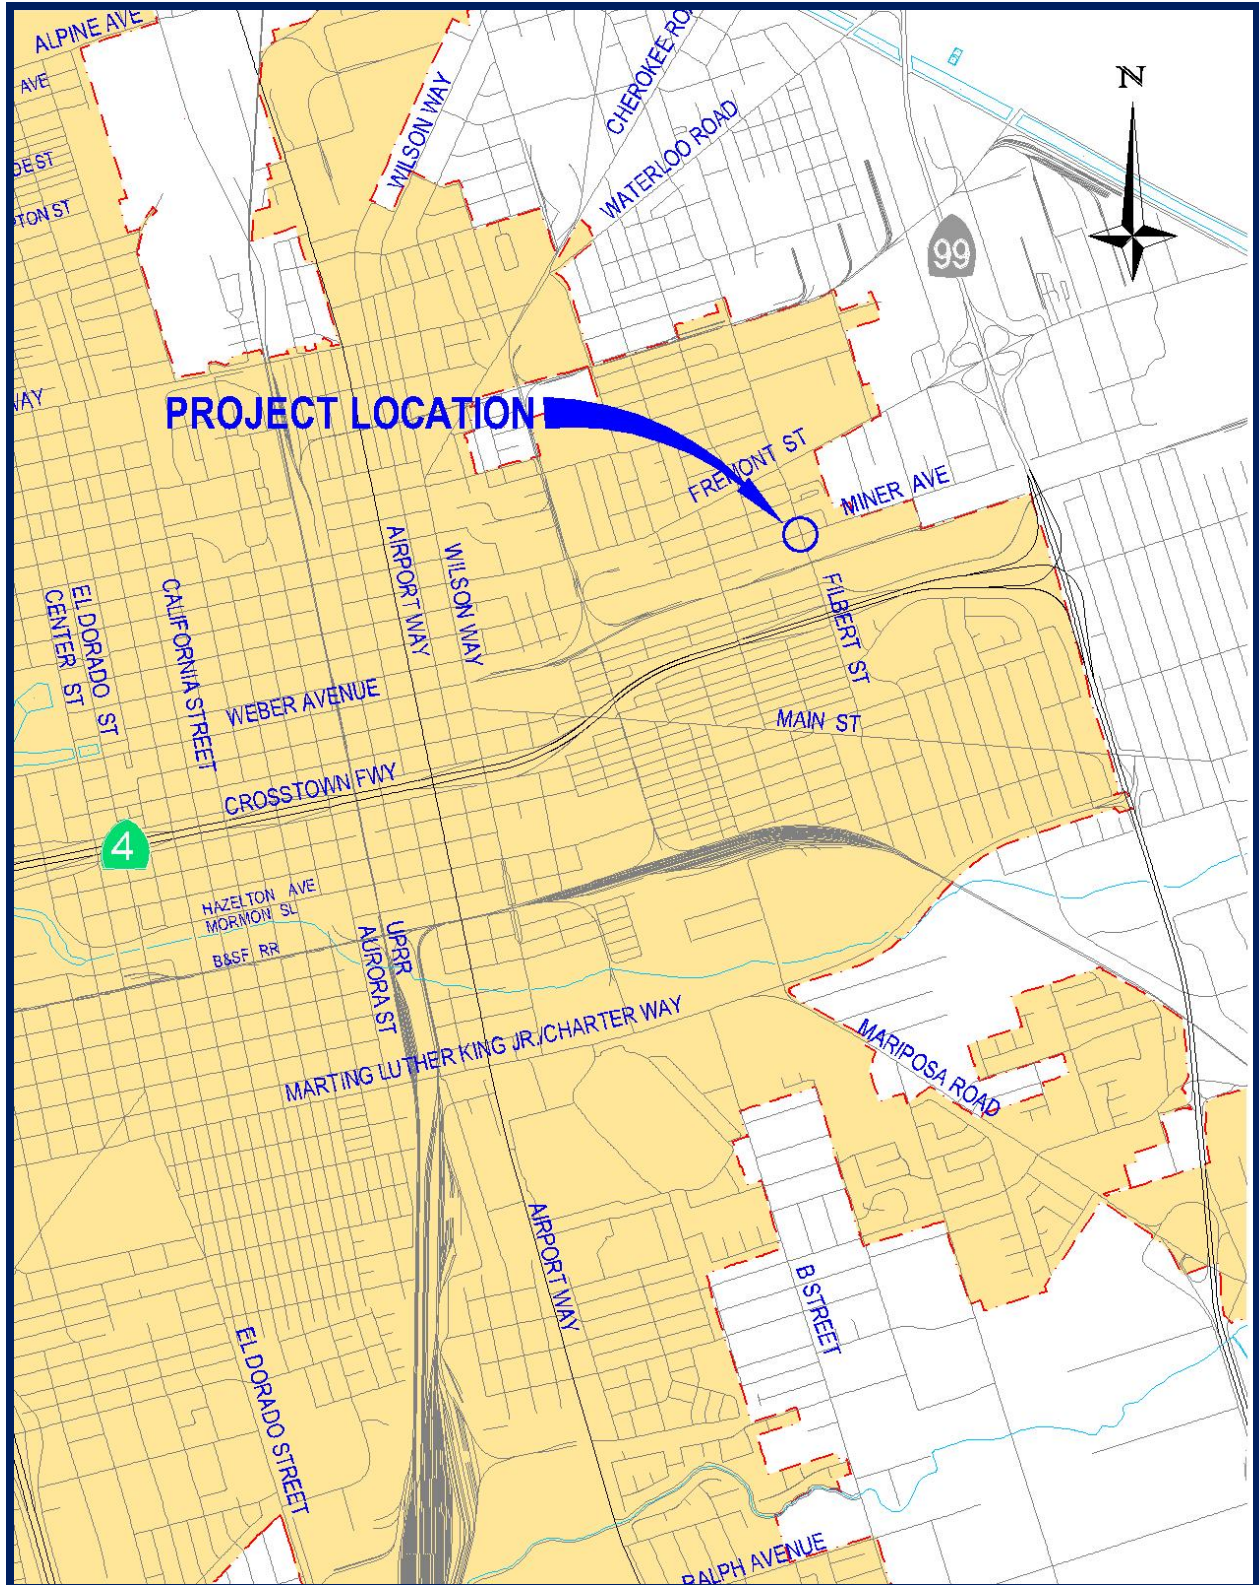 ALPINE AVE
AVE
DE ST
TON ST
WAY
WILSON WAY
CHEROKEE ROA
WATERLOO ROAD
N
99
PROJECT LOCATION
FREMONT ST
MINER AVE
AIRPORT WAY
WILSON WAY
FILBERT ST
EL DORADO ST
CENTER ST
CALIFORNIA STREET
WEBER AVENUE
MAIN ST
CROSSTOWN FWY
4
HAZELTON AVE
MORMON SL
B&SF RR
UPRR
AURORA ST
MARTING LUTHER KING JR./CHARTER WAY
MARIPOSA ROAD
AIRPORT WAY
B STREET
EL DORADO STREET
RALPH AVENUE